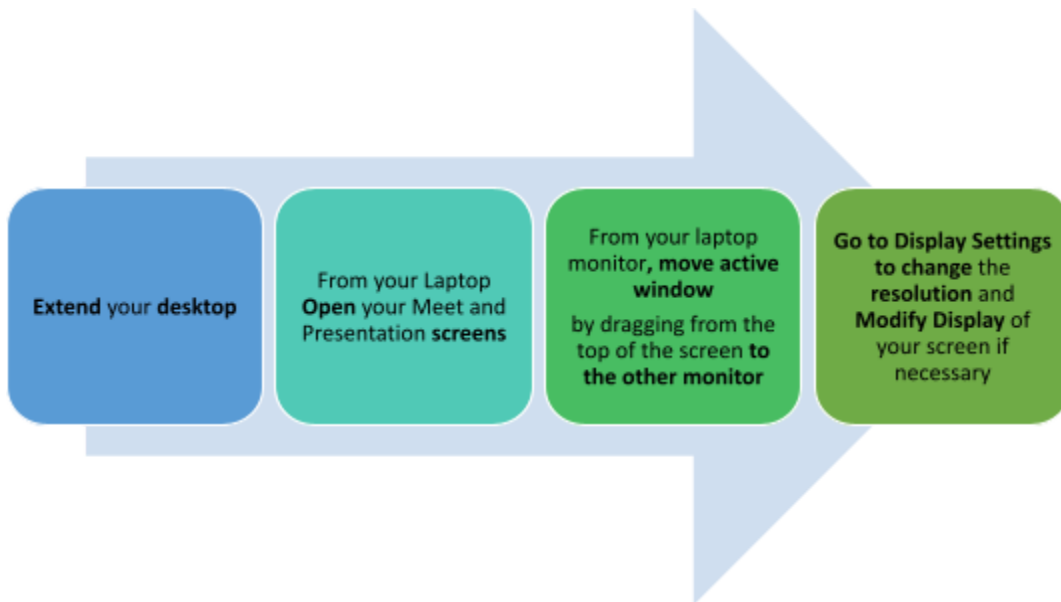 Extend your desktop
From your Laptop
Open your Meet and
Presentation screens
From your laptop
monitor, move active
window
by dragging from the
top of the screen to
the other monitor
Go to Display Settings
to change the
resolution and
Modify Display of
your screen if
necessary